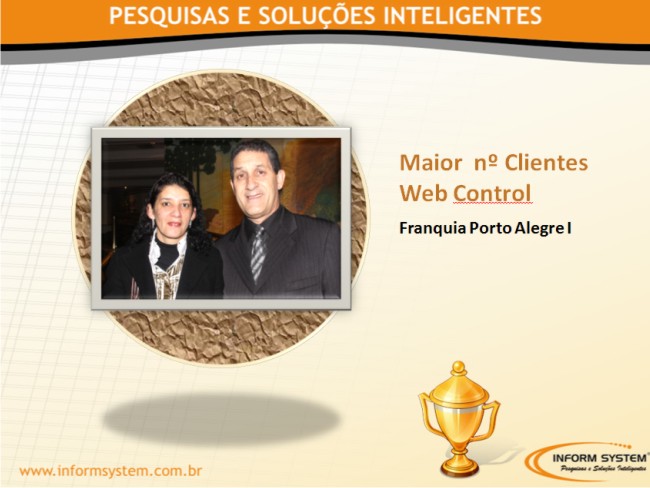 PESQUISAS E SOLUÇÕES INTELIGENTES
Maior nº Clientes
Web Control
Franquia Porto Alegre I
INFORM SYSTEM
Pesquisas e Soluções Inteligentes
www.informsystem.com.br